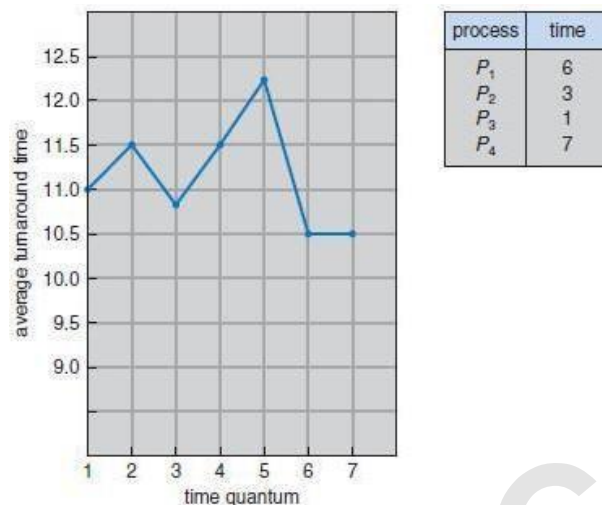 12.5
12.0
11.5
11.0
10.5
10.0
9.5
9.0
average turnaround time
1 2 3 4 5 6 7
time quantum
process time
P1 6
P2 3
P3 1
P4 7